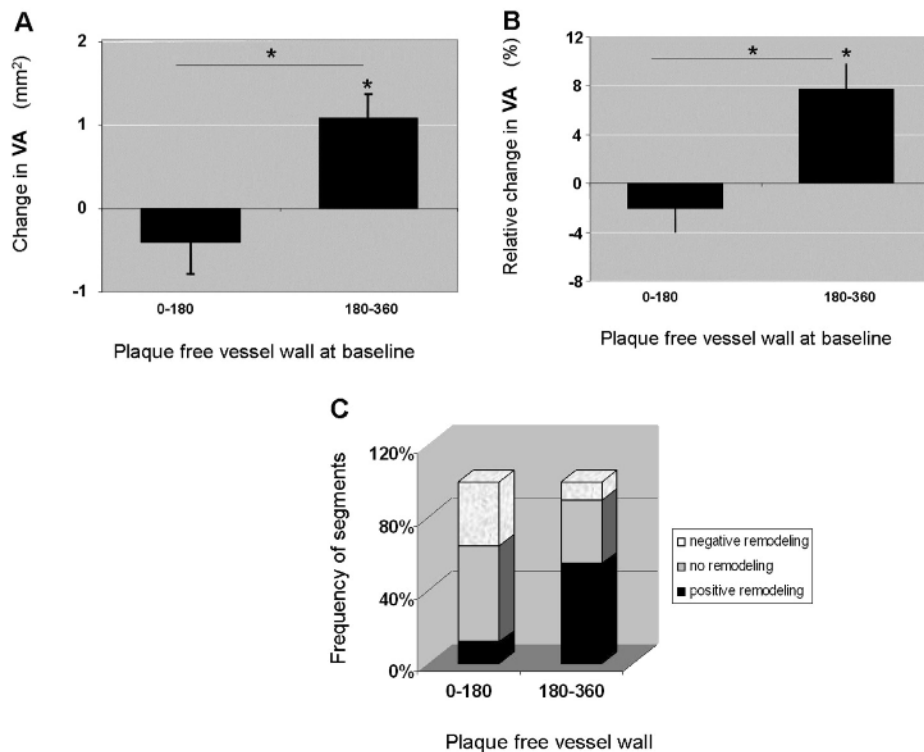 A
Change in VA (mm²)
2
*
*
1
0
-1
0-180
180-360
Plaque free vessel wall at baseline
B
Relative change in VA (%)
12
*
*
8
4
0
-4
-8
0-180
180-360
Plaque free vessel wall at baseline
C
Frequency of segments
120%
80%
40%
0%
0-180
180-360
negative remodeling
no remodeling
positive remodeling
Plaque free vessel wall